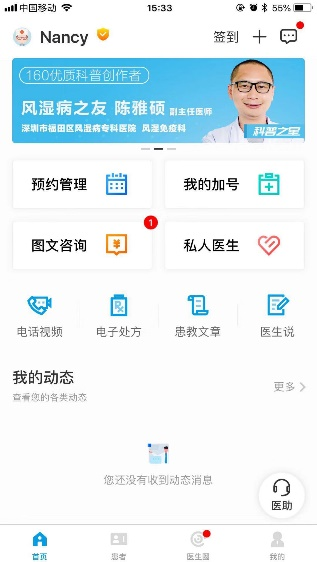 中国移动
15:33
55%
Nancy
签到
160优质科普创作者
风湿病之友 陈雅硕 副主任医师
深圳市福田区风湿病专科医院 风湿免疫科
科普之星
预约管理
我的加号
图文咨询
1
私人医生
电话视频
电子处方
患教文章
医生说
我的动态
更多
查看您的各类动态
您还没有收到动态消息
医助
首页
患者
医生圈
我的